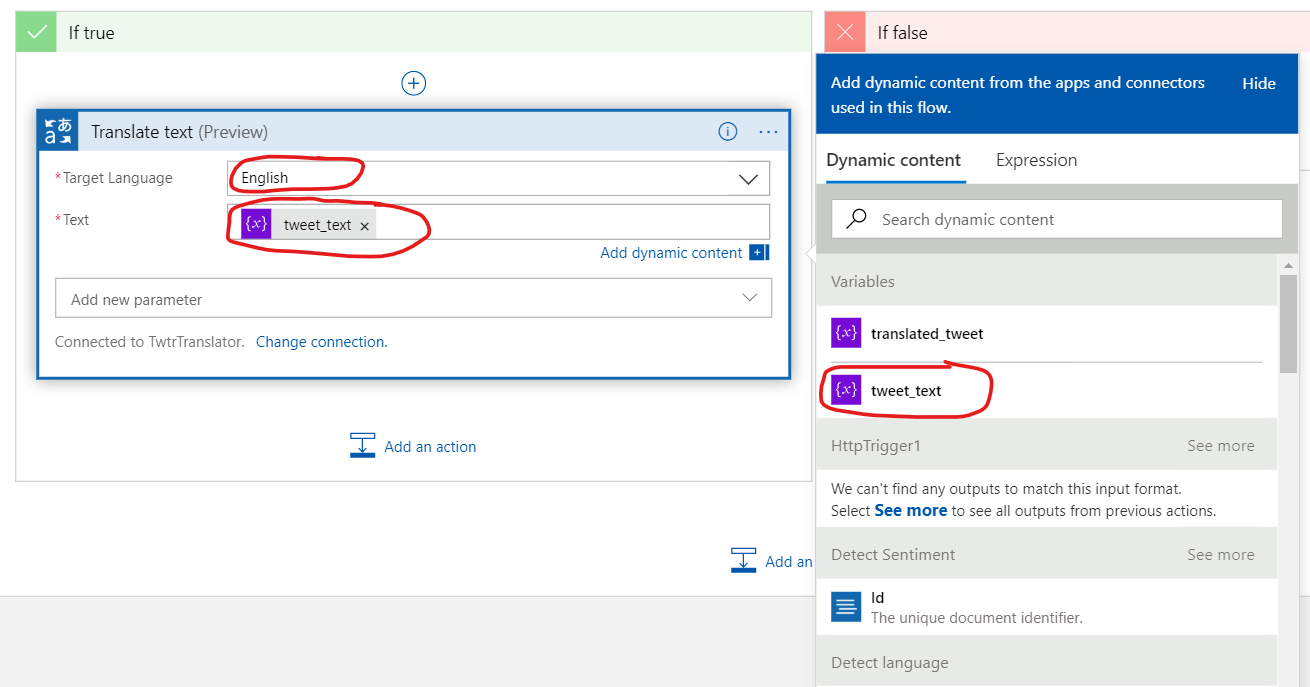 If true
Translate text (Preview)
*Target Language
English
*Text
{x} tweet_text ×
Add dynamic content
Add new parameter
Connected to TwtrTranslator. Change connection.
Add an action
Add an
If false
Add dynamic content from the apps and connectors
used in this flow.
Hide
Dynamic content
Expression
Search dynamic content
Variables
{x} translated_tweet
{x} tweet_text
HttpTrigger1
See more
We can't find any outputs to match this input format.
Select See more to see all outputs from previous actions.
Detect Sentiment
See more
Id
The unique document identifier.
Detect language